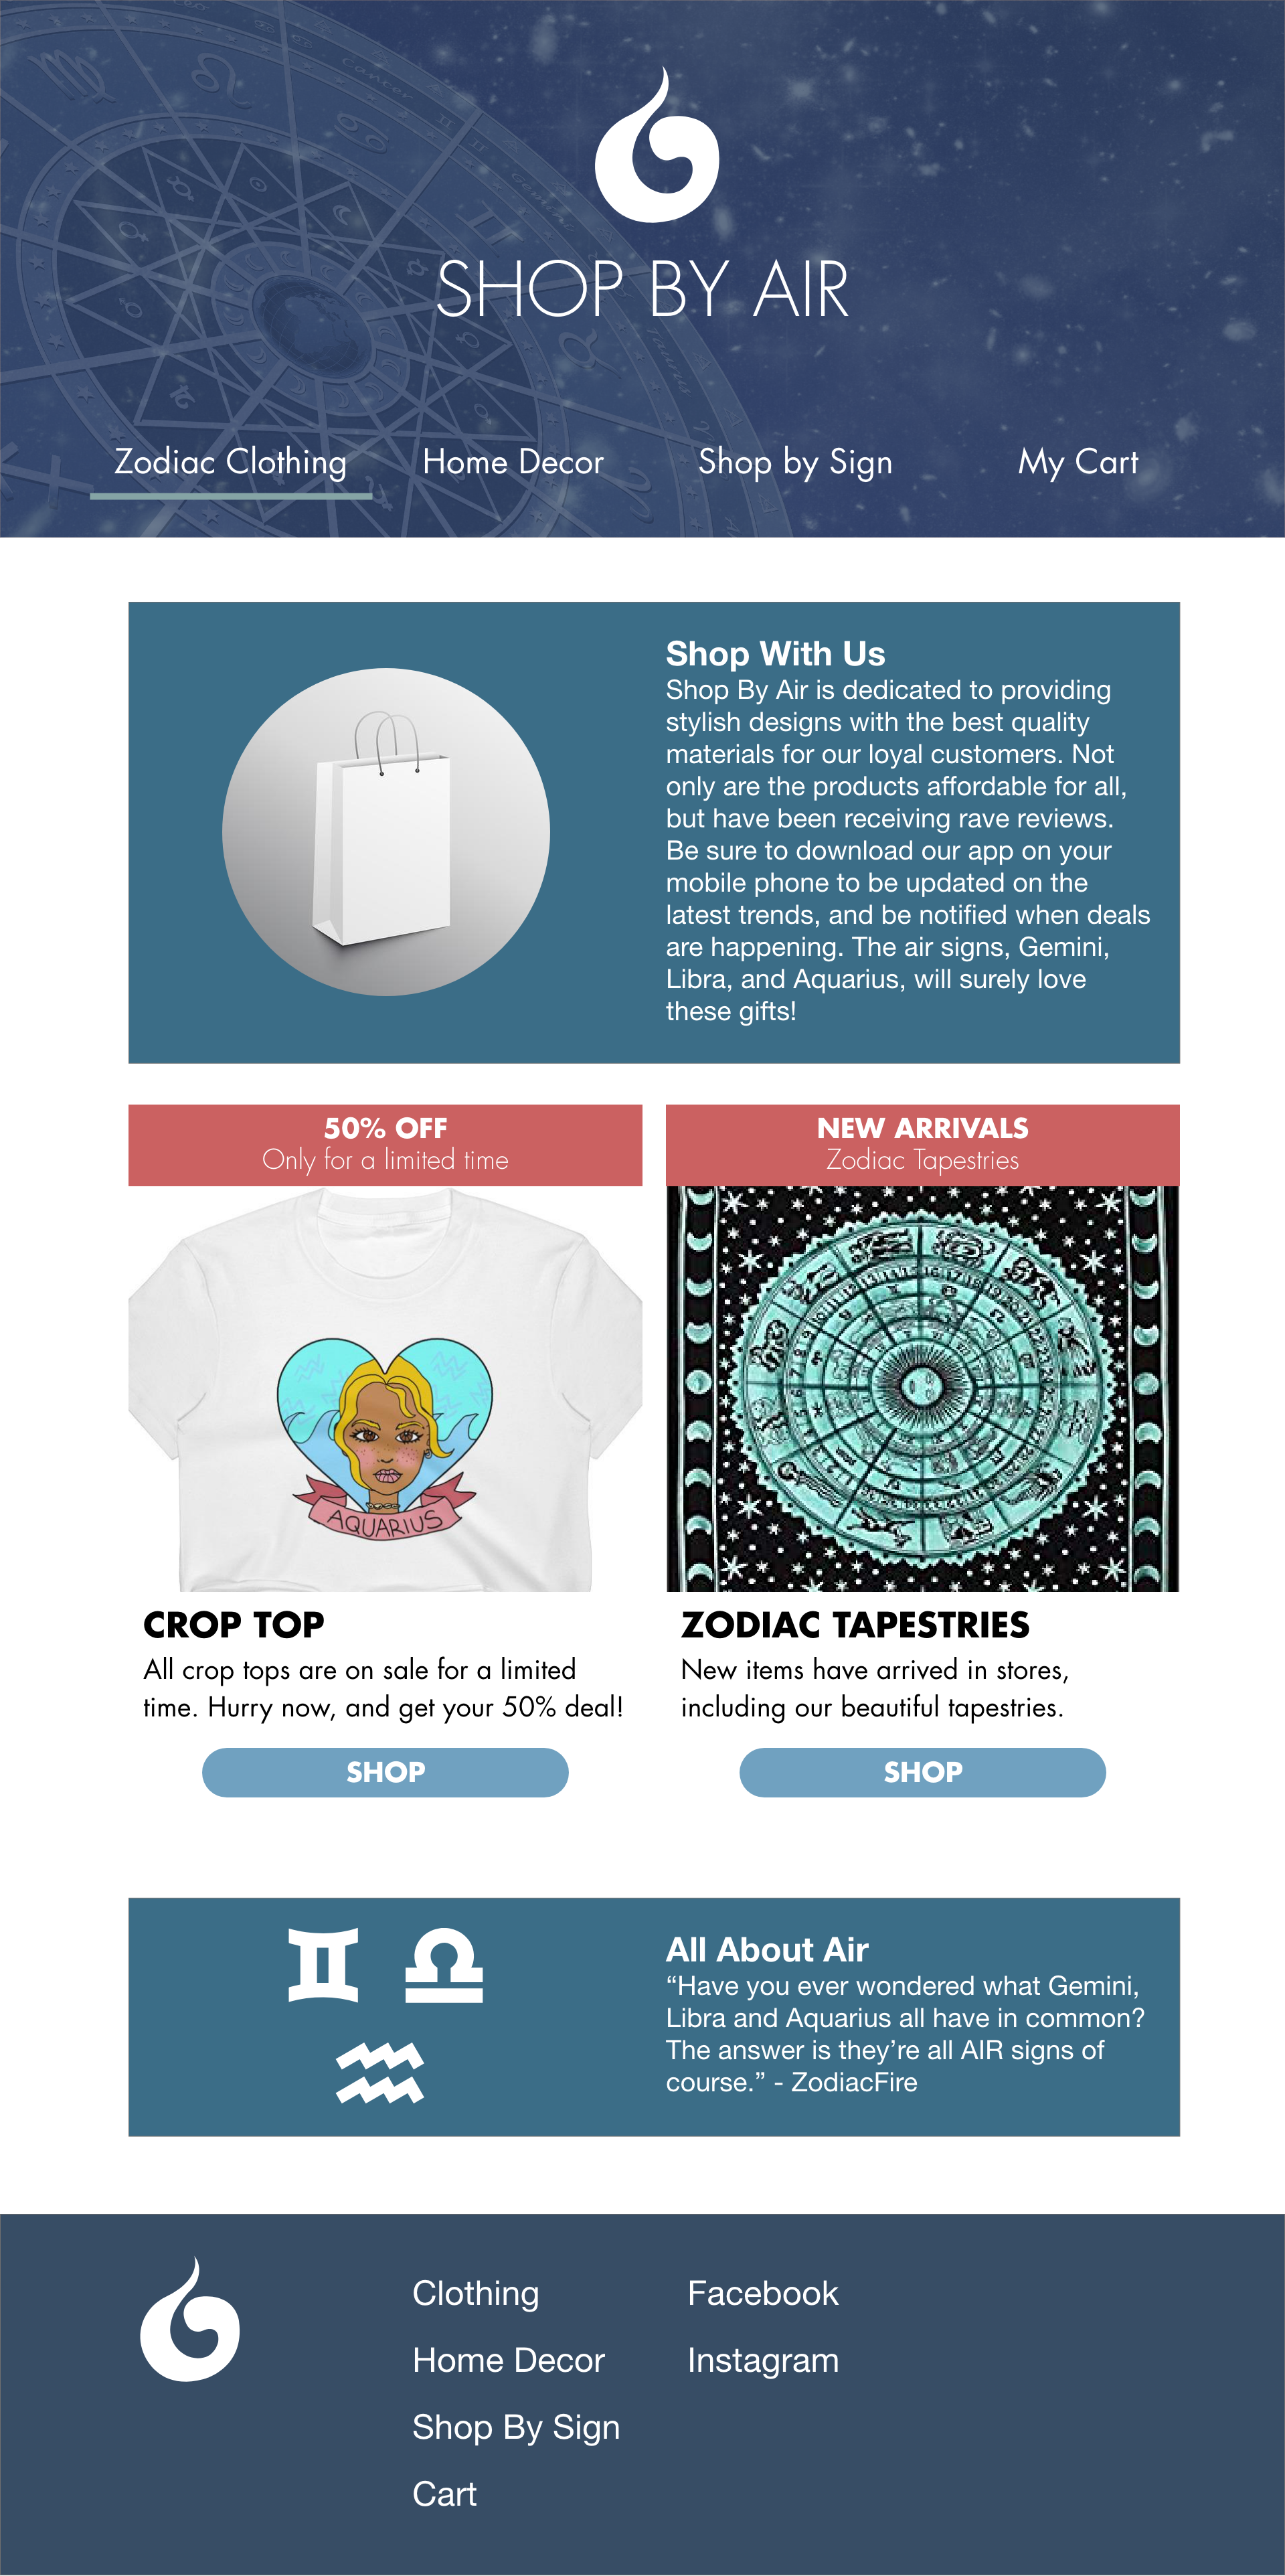 SHOP BY AIR
Zodiac Clothing
Home Decor
Shop by Sign
My Cart
Shop With Us
Shop By Air is dedicated to providing
stylish designs with the best quality
materials for our loyal customers. Not
only are the products affordable for all,
but have been receiving rave reviews.
Be sure to download our app on your
mobile phone to be updated on the
latest trends, and be notified when deals
are happening. The air signs, Gemini,
Libra, and Aquarius, will surely love
these gifts!
50% OFF
Only for a limited time
AQUARIUS
CROP TOP
All crop tops are on sale for a limited
time. Hurry now, and get your 50% deal!
SHOP
NEW ARRIVALS
Zodiac Tapestries
ZODIAC TAPESTRIES
New items have arrived in stores,
including our beautiful tapestries.
SHOP
All About Air
“Have you ever wondered what Gemini,
Libra and Aquarius all have in common?
The answer is they’re all AIR signs of
course.” - ZodiacFire
Clothing
Home Decor
Shop By Sign
Cart
Facebook
Instagram